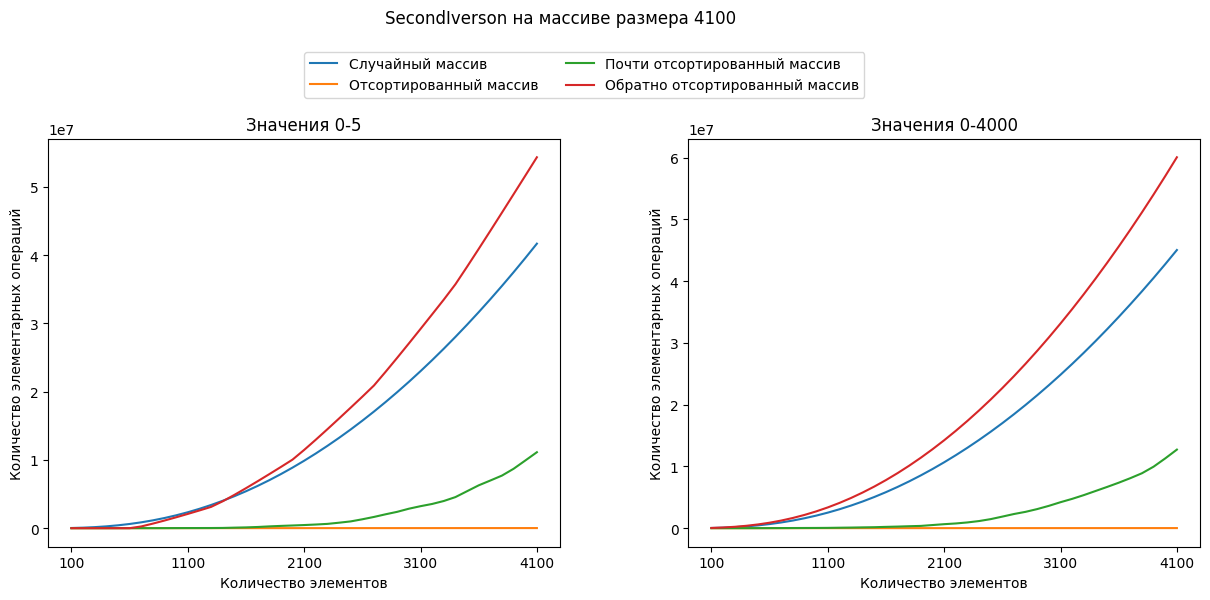 SecondIverson на массиве размера 4100
Случайный массив
Отсортированный массив
Почти отсортированный массив
Обратно отсортированный массив
Значения 0-5
1e7
Количество элементарных операций
5
4
3
2
1
0
100 1100 2100 3100 4100
Количество элементов
Значения 0-4000
1e7
Количество элементарных операций
6
5
4
3
2
1
0
100 1100 2100 3100 4100
Количество элементов